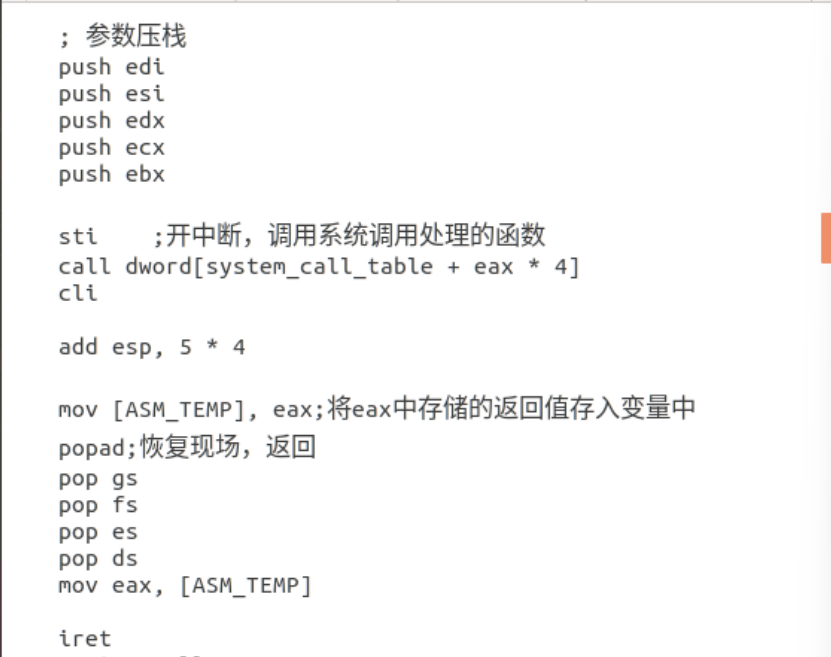 ; 参数压栈
push edi
push esi
push edx
push ecx
push ebx
sti    ;开中断，调用系统调用处理的函数
call dword[system_call_table + eax * 4]
cli
add esp, 5 * 4
mov [ASM_TEMP], eax;将eax中存储的返回值存入变量中
popad;恢复现场，返回
pop gs
pop fs
pop es
pop ds
mov eax, [ASM_TEMP]
iret